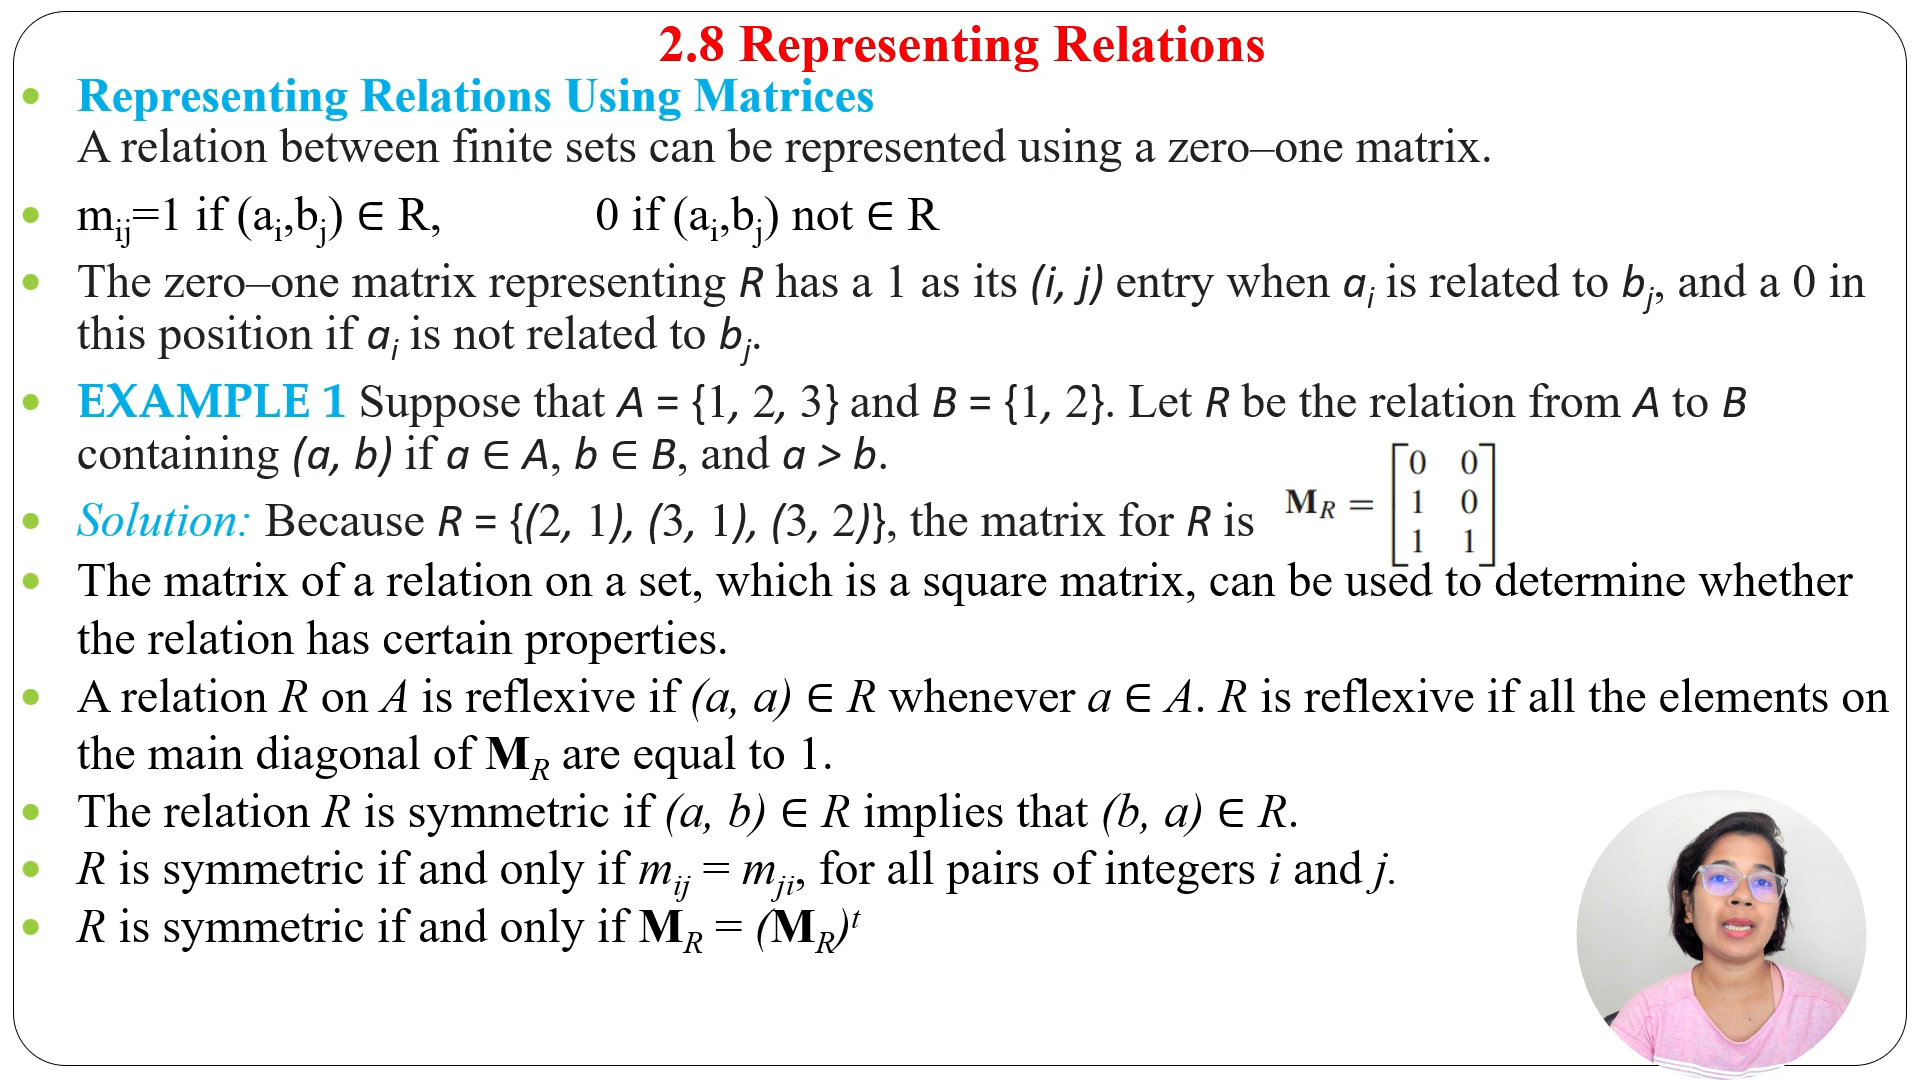 2.8 Representing Relations
Representing Relations Using Matrices
A relation between finite sets can be represented using a zero–one matrix.
mij=1 if (ai,bj) ∈ R, 0 if (ai,bj) not ∈ R
The zero–one matrix representing R has a 1 as its (i, j) entry when ai is related to bj, and a 0 in
this position if ai is not related to bj.
EXAMPLE 1 Suppose that A = {1, 2, 3} and B = {1, 2}. Let R be the relation from A to B
containing (a, b) if a ∈ A, b ∈ B, and a > b.
Solution: Because R = {(2, 1), (3, 1), (3, 2)}, the matrix for R is
0 0
MR = 1 0
1 1
The matrix of a relation on a set, which is a square matrix, can be used to determine whether
the relation has certain properties.
A relation R on A is reflexive if (a, a) ∈ R whenever a ∈ A. R is reflexive if all the elements on
the main diagonal of MR are equal to 1.
The relation R is symmetric if (a, b) ∈ R implies that (b, a) ∈ R.
R is symmetric if and only if mij = mji, for all pairs of integers i and j.
R is symmetric if and only if MR = (MR)t